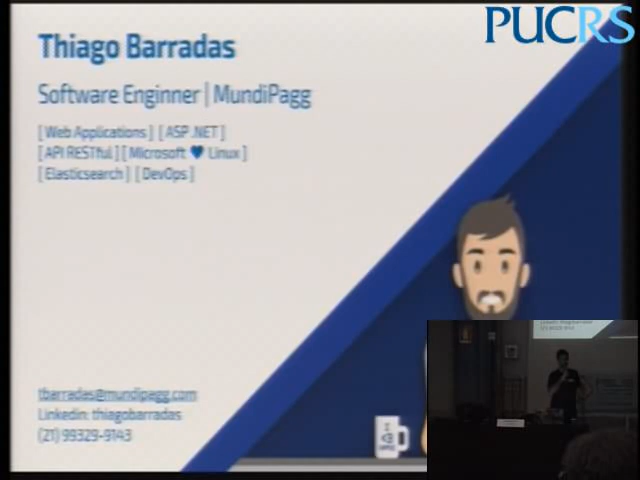 PUCRS
Thiago Barradas
Software Enginner | MundiPagg
[ Web Applications ] [ ASP .NET ]
[ API RESTful ] [ Microsoft ♥ Linux ]
[ Elasticsearch ] [ DevOps ]
tbarradas@mundipagg.com
Linkedin: thiagobarradas
(21) 99329-9143